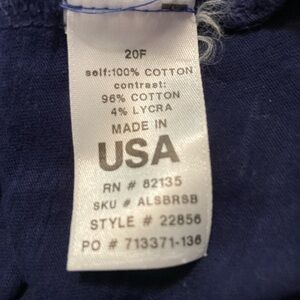 20F
self:100% COTTON
contrast:
96% COTTON
4% LYCRA
MADE IN
USA
RN # 82135
SKU # ALSBRSB
STYLE # 22856
PO # 713371-136